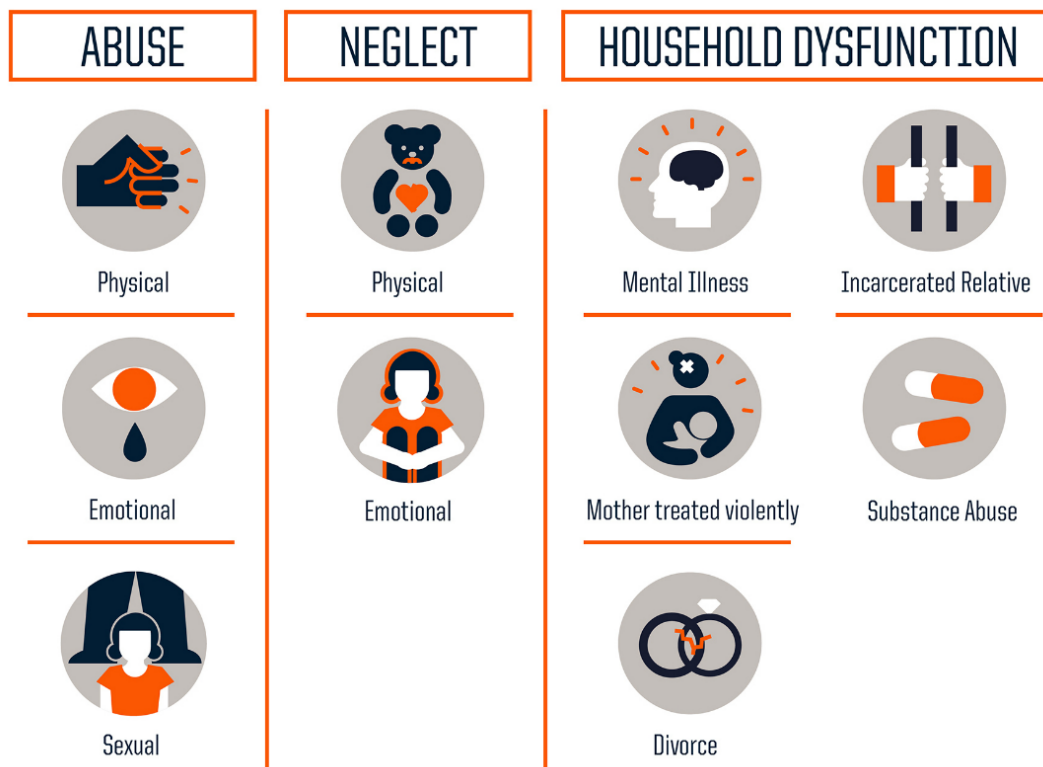 ABUSE
NEGLECT
HOUSEHOLD DYSFUNCTION
Physical
Physical
Mental Illness
Incarcerated Relative
Emotional
Emotional
Mother treated violently
Substance Abuse
Sexual
Divorce